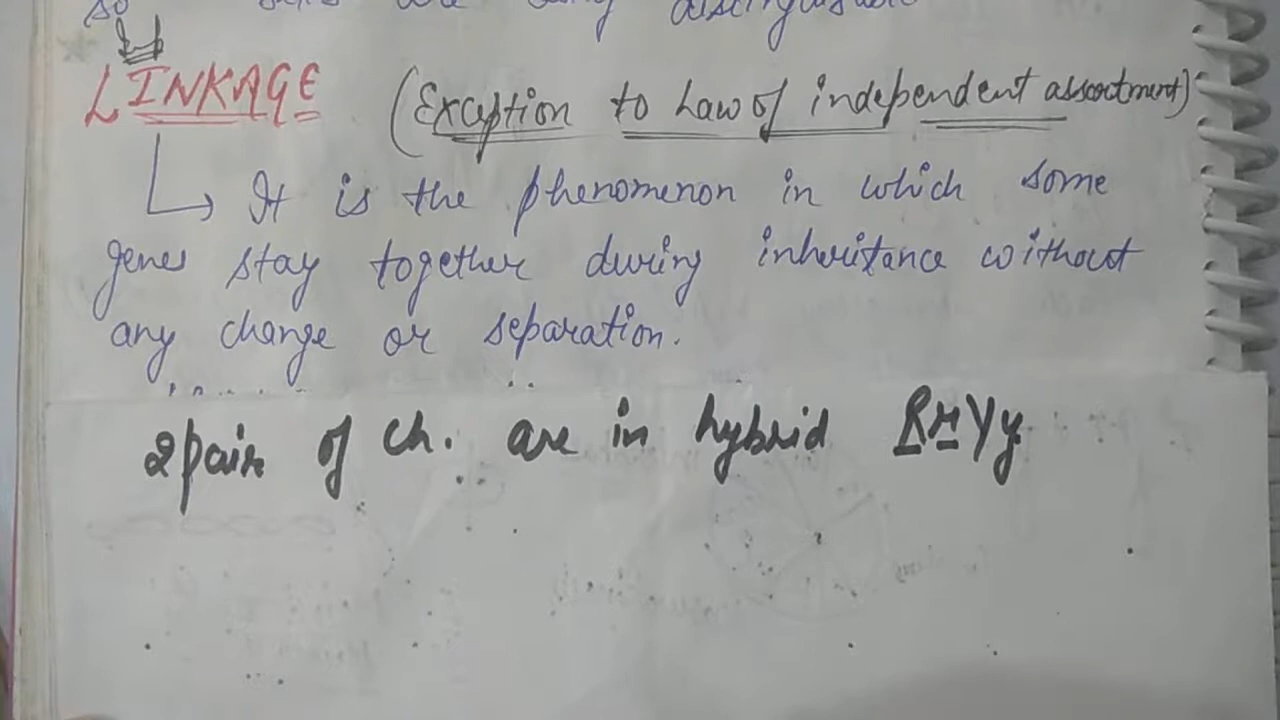 so
LINKAGE (Exception to Law of independent assortment)
It is the phenomenon in which some
genes stay together during inheritance without
any change or separation.
2 pair of ch. are in hybrid RrYy